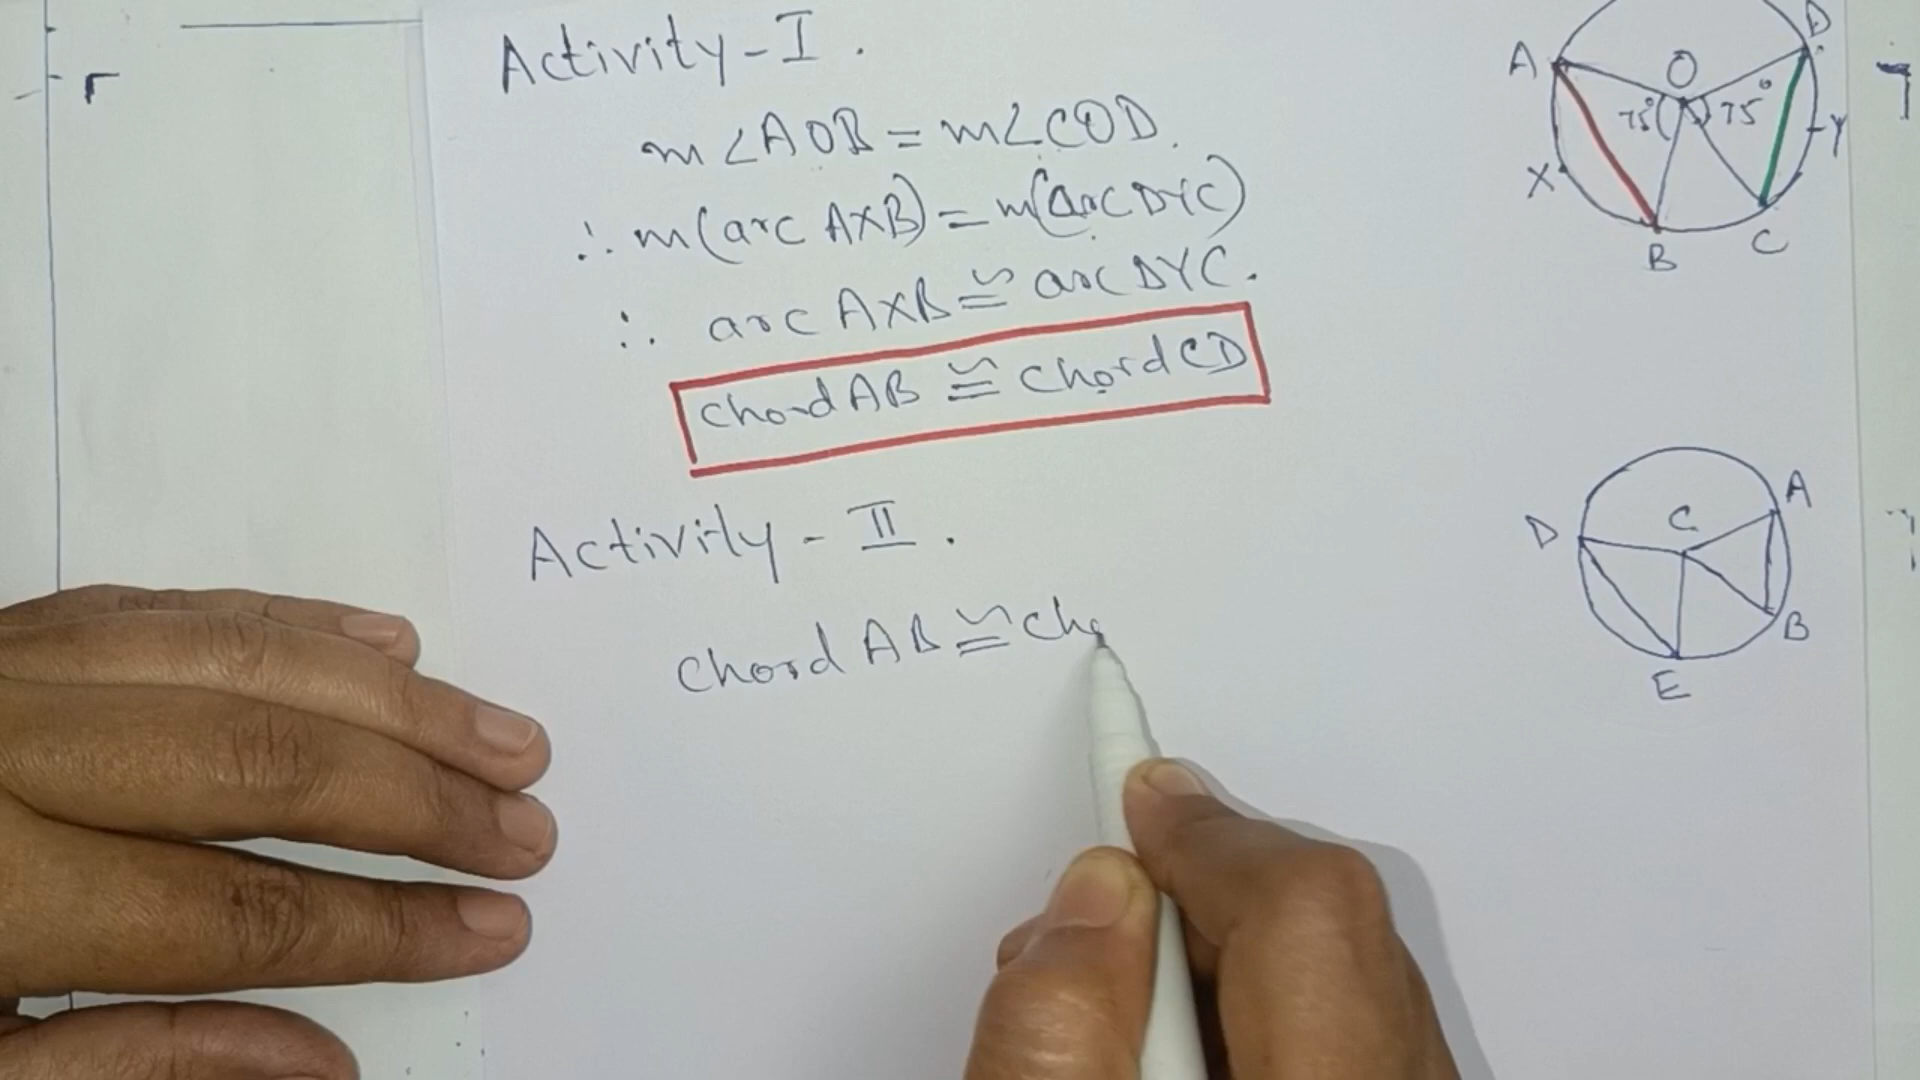 Activity-I.
m∠AOB = m∠COD.
∴ m(arc AXB) = m(arc DYC)
∴ arc AXB ≅ arc DYC.
chord AB ≅ chord CD
Activity-II.
chord AB ≅ cho
A
D
O
75°
75°
X
Y
B
C
A
D
C
B
E